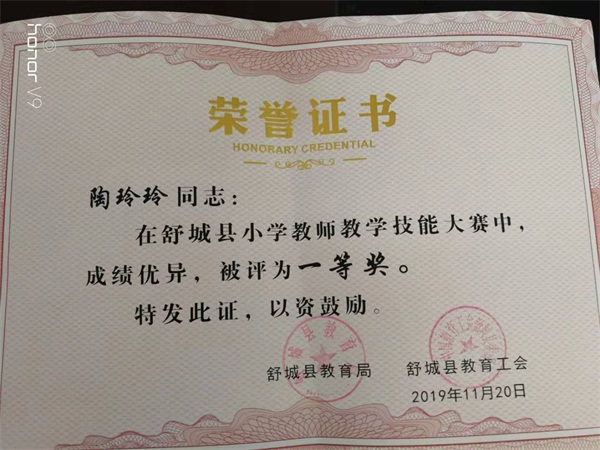 honor V9
荣誉证书
HONORARY CREDENTIAL
陶玲玲同志：
在舒城县小学教师教学技能大赛中，
成绩优异，被评为一等奖。
特发此证，以资鼓励。
舒城县教育局 舒城县教育工会
2019年11月20日